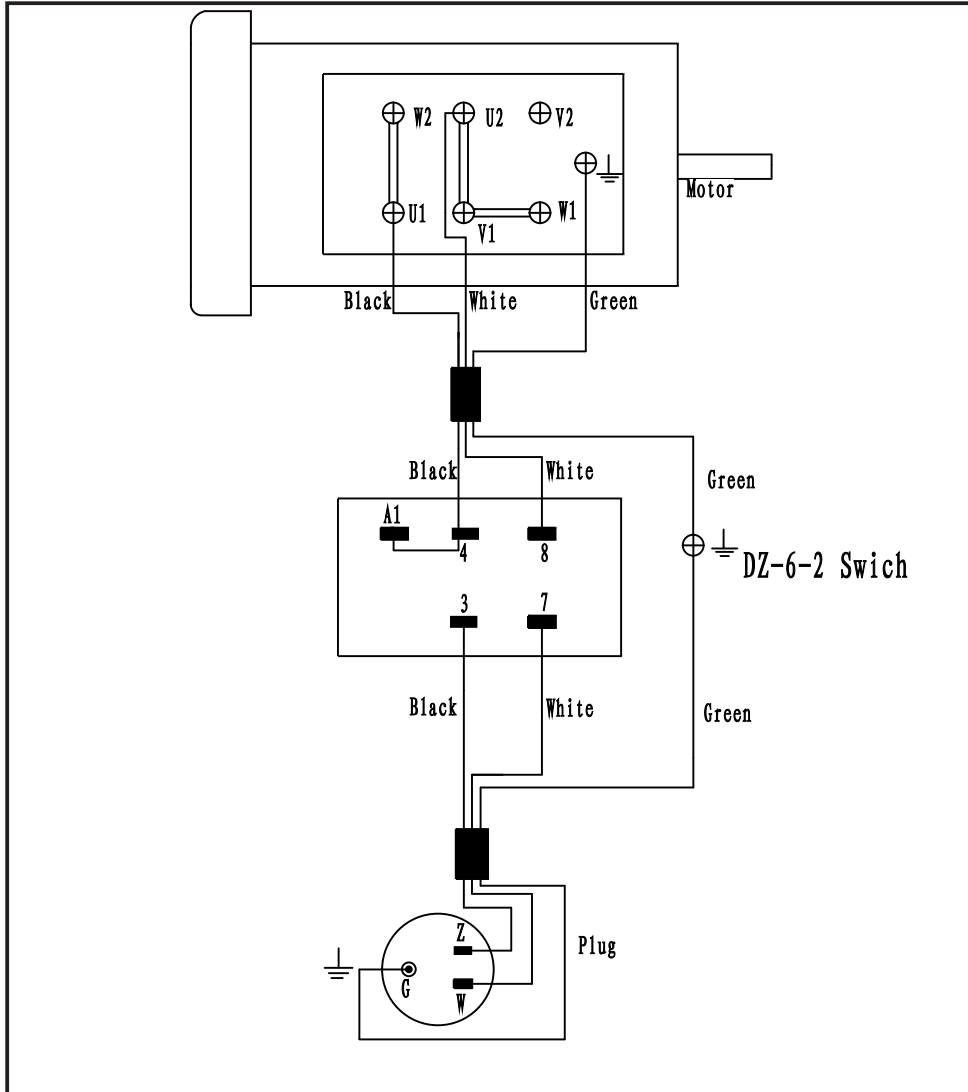 W2
U2
V2
U1
V1
W1
Motor
Black
White
Green
Black
White
Green
A1
4
8
DZ-6-2 Swich
3
7
Black
White
Green
Z
Plug
G
W